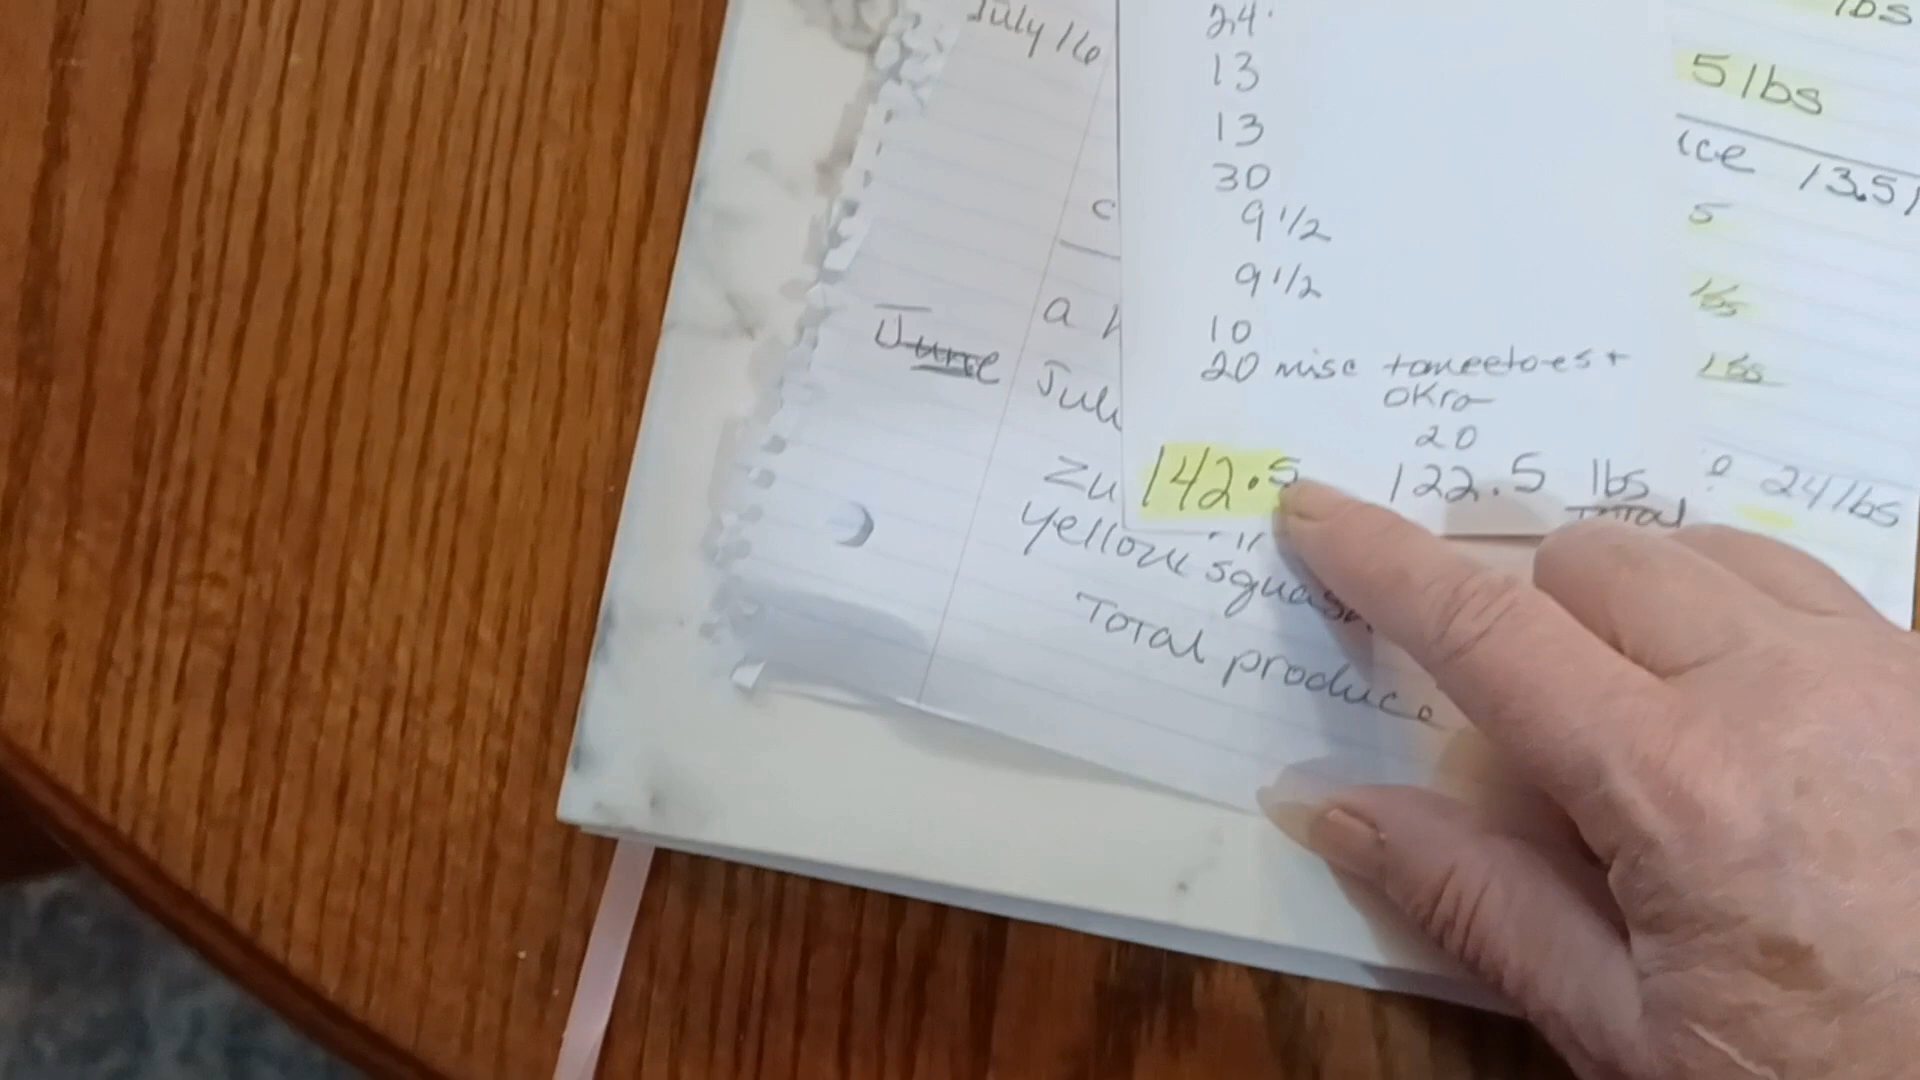 July 16
24
13
13
30
9 1/2
9 1/2
10
20 misc tomeetoes +
okra
20
142.5 122.5 lbs
Total
lbs
5 lbs
ice 13.5
5
lbs
lbs
24 lbs
c
a
June July
Zu
yellow squash
Total produce